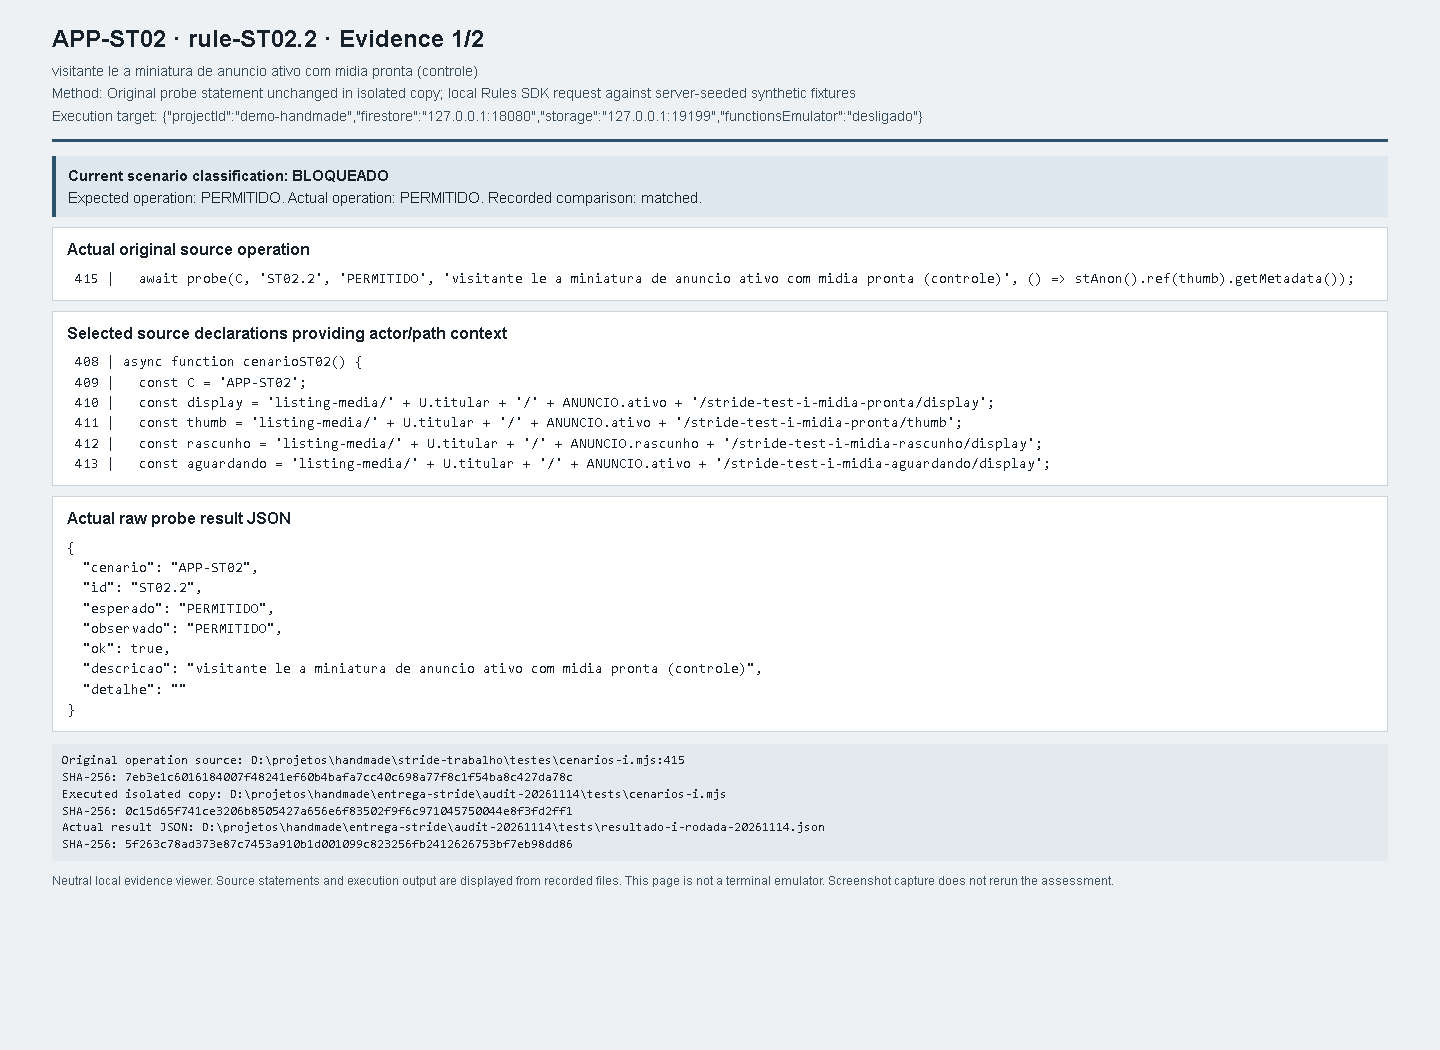 APP-ST02 · rule-ST02.2 · Evidence 1/2
visitante le a miniatura de anuncio ativo com midia pronta (controle)
Method: Original probe statement unchanged in isolated copy; local Rules SDK request against server-seeded synthetic fixtures
Execution target: {"projectId":"demo-handmade","firestore":"127.0.0.1:18080","storage":"127.0.0.1:19199","functionsEmulator":"desligado"}
Current scenario classification: BLOQUEADO
Expected operation: PERMITIDO. Actual operation: PERMITIDO. Recorded comparison: matched.
Actual original source operation
415 |   await probe(C, 'ST02.2', 'PERMITIDO', 'visitante le a miniatura de anuncio ativo com midia pronta (controle)', () => stAnon().ref(thumb).getMetadata());
Selected source declarations providing actor/path context
408 | async function cenarioST02() {
409 |   const C = 'APP-ST02';
410 |   const display = 'listing-media/' + U.titular + '/' + ANUNCIO.ativo + '/stride-test-i-midia-pronta/display';
411 |   const thumb = 'listing-media/' + U.titular + '/' + ANUNCIO.ativo + '/stride-test-i-midia-pronta/thumb';
412 |   const rascunho = 'listing-media/' + U.titular + '/' + ANUNCIO.rascunho + '/stride-test-i-midia-rascunho/display';
413 |   const aguardando = 'listing-media/' + U.titular + '/' + ANUNCIO.ativo + '/stride-test-i-midia-aguardando/display';
Actual raw probe result JSON
{
  "cenario": "APP-ST02",
  "id": "ST02.2",
  "esperado": "PERMITIDO",
  "observado": "PERMITIDO",
  "ok": true,
  "descricao": "visitante le a miniatura de anuncio ativo com midia pronta (controle)",
  "detalhe": ""
}
Original operation source: D:\projetos\handmade\stride-trabalho\testes\cenarios-i.mjs:415
SHA-256: 7eb3e1c6016184007f48241ef60b4bafa7cc40c698a77f8c1f54ba8c427da78c
Executed isolated copy: D:\projetos\handmade\entrega-stride\audit-20261114\tests\cenarios-i.mjs
SHA-256: 0c15d65f741ce3206b8505427a656e6f83502f9f6c971045750044e8f3fd2ff1
Actual result JSON: D:\projetos\handmade\entrega-stride\audit-20261114\tests\resultado-i-rodada-20261114.json
SHA-256: 5f263c78ad373e87c7453a910b1d001099c823256fb2412626753bf7eb98dd86
Neutral local evidence viewer. Source statements and execution output are displayed from recorded files. This page is not a terminal emulator. Screenshot capture does not rerun the assessment.